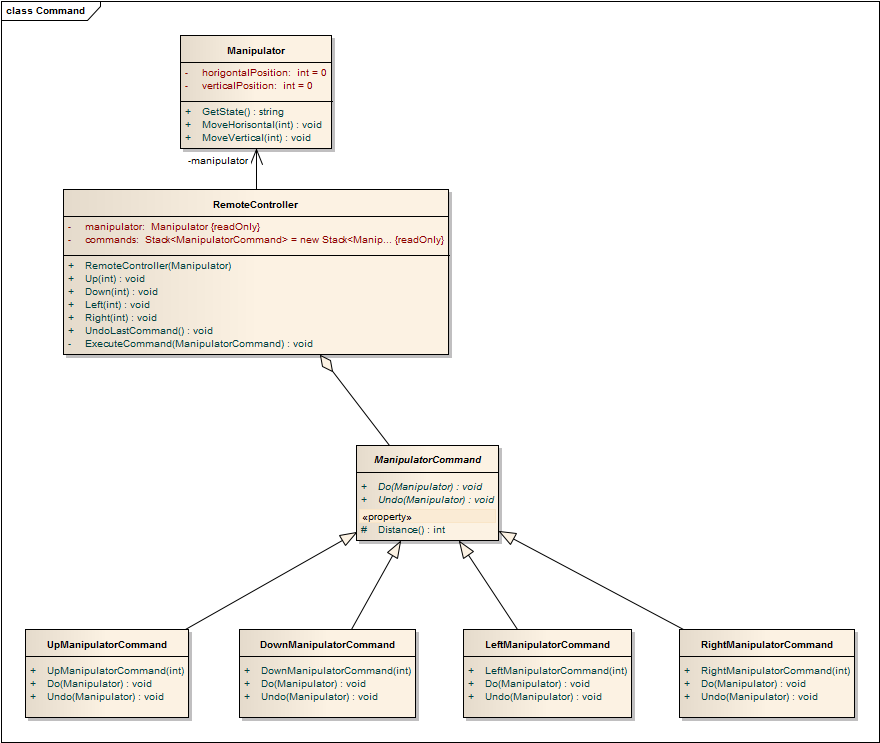 class Command
Manipulator
- horigontalPosition: int = 0
- verticalPosition: int = 0
+ GetState() : string
+ MoveHorisontal(int) : void
+ MoveVertical(int) : void
-manipulator
RemoteController
- manipulator: Manipulator {readOnly}
- commands: Stack<ManipulatorCommand> = new Stack<Manip... {readOnly}
+ RemoteController(Manipulator)
+ Up(int) : void
+ Down(int) : void
+ Left(int) : void
+ Right(int) : void
+ UndoLastCommand() : void
- ExecuteCommand(ManipulatorCommand) : void
ManipulatorCommand
+ Do(Manipulator) : void
+ Undo(Manipulator) : void
«property»
# Distance() : int
UpManipulatorCommand
+ UpManipulatorCommand(int)
+ Do(Manipulator) : void
+ Undo(Manipulator) : void
DownManipulatorCommand
+ DownManipulatorCommand(int)
+ Do(Manipulator) : void
+ Undo(Manipulator) : void
LeftManipulatorCommand
+ LeftManipulatorCommand(int)
+ Do(Manipulator) : void
+ Undo(Manipulator) : void
RightManipulatorCommand
+ RightManipulatorCommand(int)
+ Do(Manipulator) : void
+ Undo(Manipulator) : void